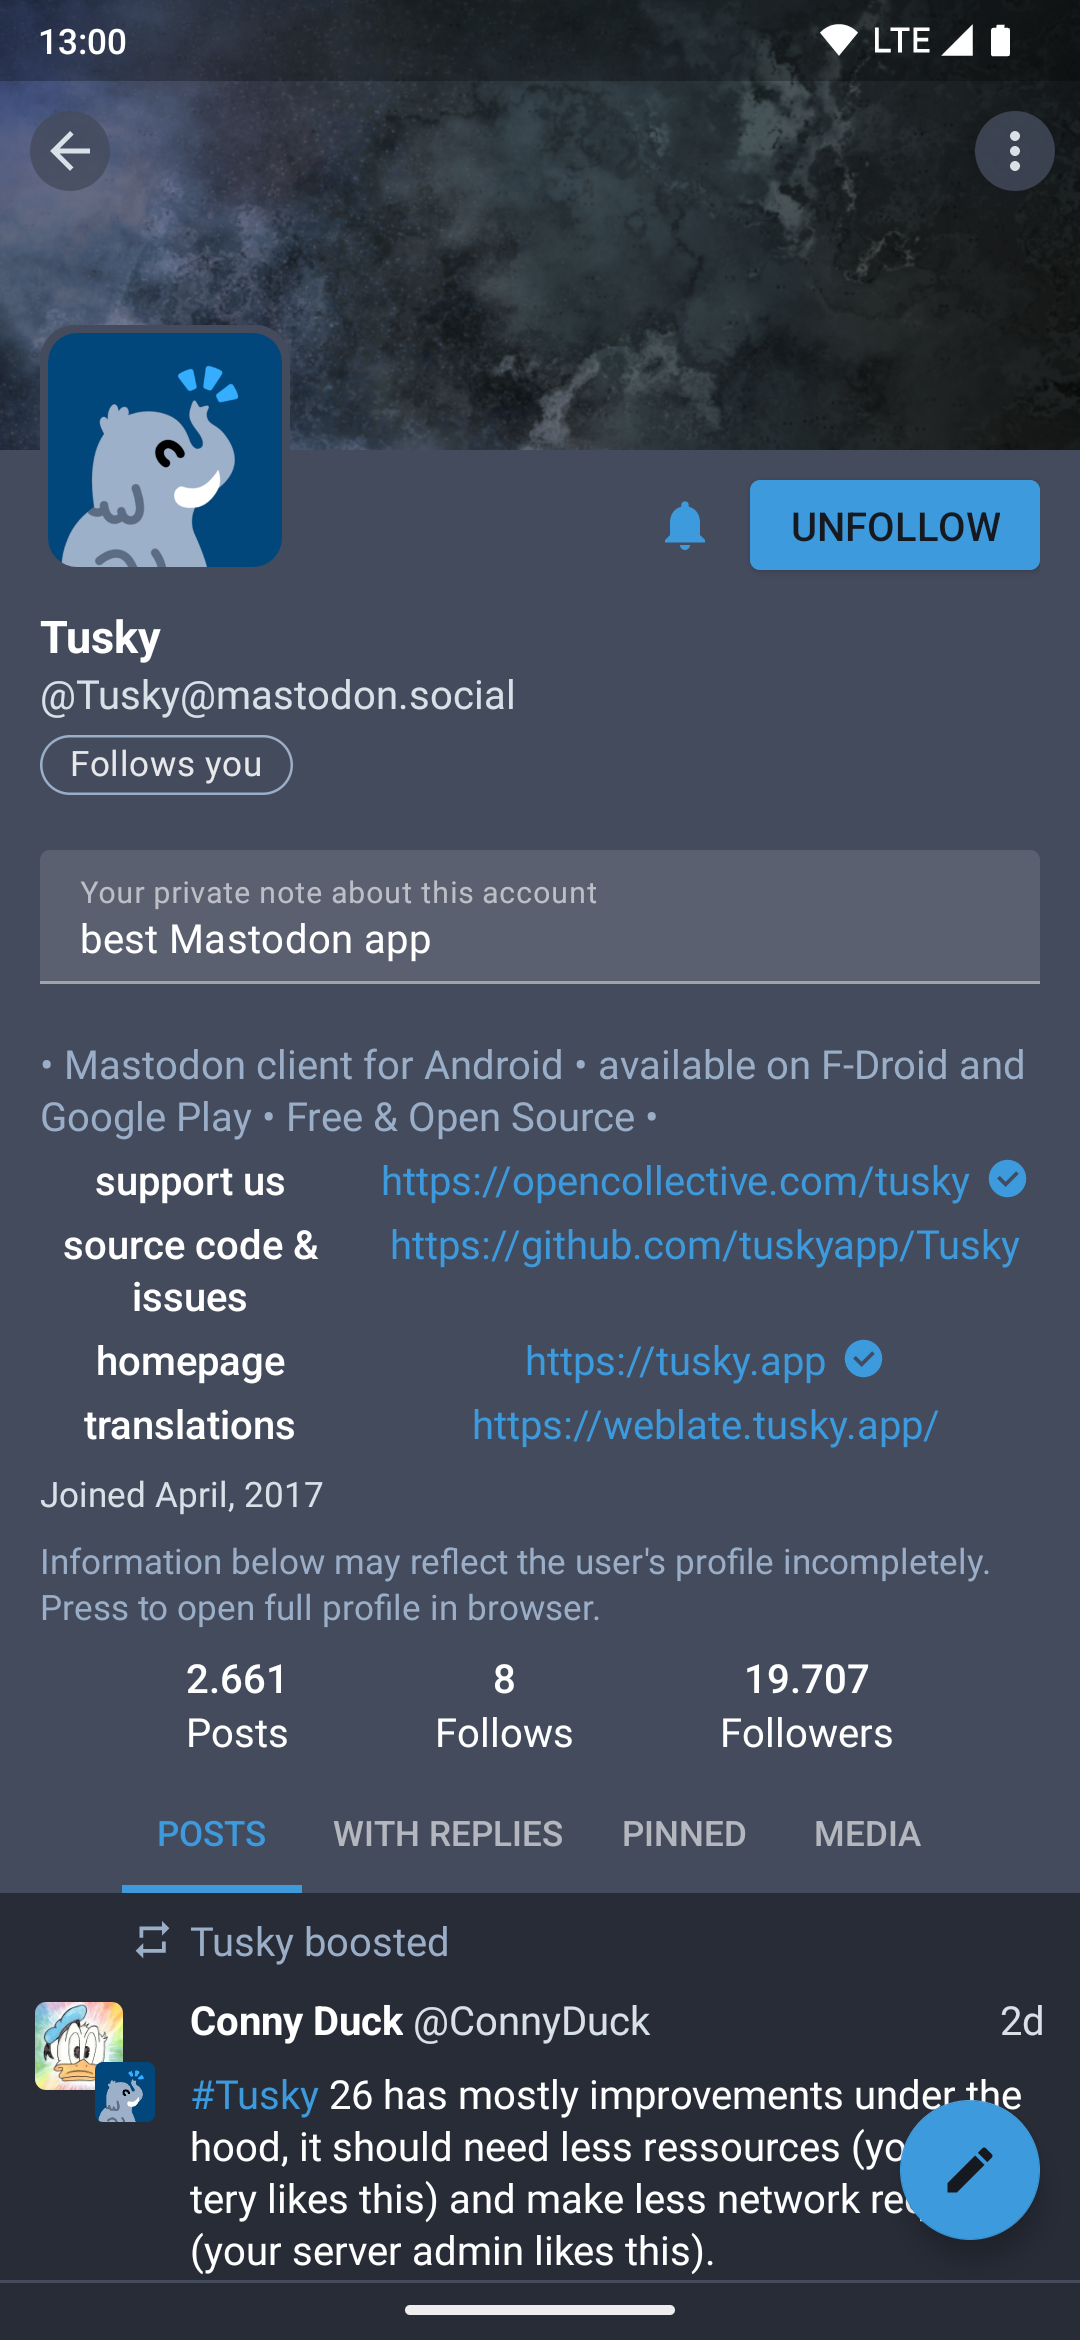 13:00
LTE
UNFOLLOW
Tusky
@Tusky@mastodon.social
Follows you
Your private note about this account
best Mastodon app
• Mastodon client for Android • available on F-Droid and
Google Play • Free & Open Source •
support us https://opencollective.com/tusky
source code & https://github.com/tuskyapp/Tusky
issues
homepage https://tusky.app
translations https://weblate.tusky.app/
Joined April, 2017
Information below may reflect the user's profile incompletely.
Press to open full profile in browser.
2.661 8 19.707
Posts Follows Followers
POSTS WITH REPLIES PINNED MEDIA
Tusky boosted
Conny Duck @ConnyDuck 2d
#Tusky 26 has mostly improvements under the
hood, it should need less ressources
tery likes this) and make less network
(your server admin likes this).